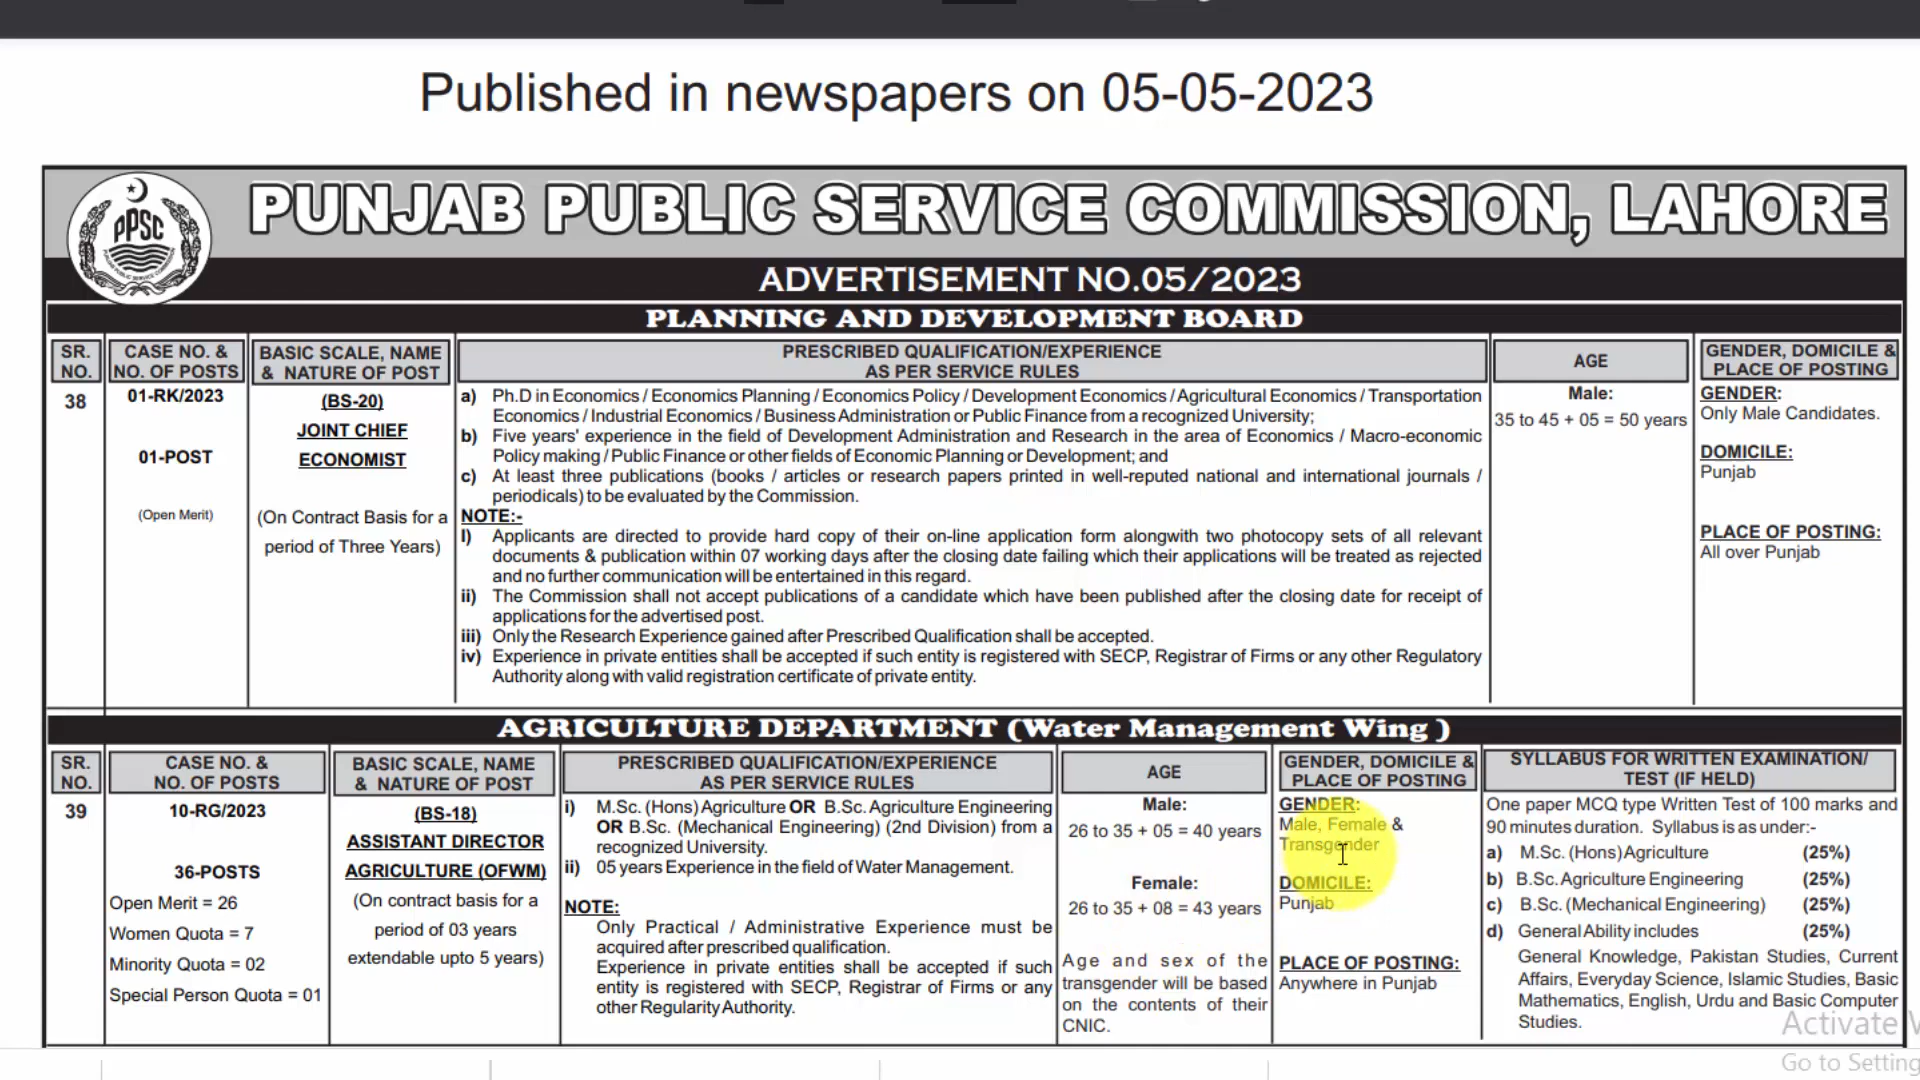 Published in newspapers on 05-05-2023
PPSC
PUNJAB PUBLIC SERVICE COMMISSION
PUNJAB PUBLIC SERVICE COMMISSION, LAHORE
ADVERTISEMENT NO.05/2023
PLANNING AND DEVELOPMENT BOARD
SR. NO.
CASE NO. & NO. OF POSTS
BASIC SCALE, NAME & NATURE OF POST
PRESCRIBED QUALIFICATION/EXPERIENCE
AS PER SERVICE RULES
AGE
GENDER, DOMICILE & PLACE OF POSTING
38
01-RK/2023
01-POST
(Open Merit)
(BS-20)
JOINT CHIEF
ECONOMIST
(On Contract Basis for a
period of Three Years)
a) Ph.D in Economics / Economics Planning / Economics Policy / Development Economics / Agricultural Economics / Transportation
Economics / Industrial Economics / Business Administration or Public Finance from a recognized University;
b) Five years' experience in the field of Development Administration and Research in the area of Economics / Macro-economic
Policy making / Public Finance or other fields of Economic Planning or Development; and
c) At least three publications (books / articles or research papers printed in well-reputed national and international journals /
periodicals) to be evaluated by the Commission.
NOTE:-
I) Applicants are directed to provide hard copy of their on-line application form alongwith two photocopy sets of all relevant
documents & publication within 07 working days after the closing date failing which their applications will be treated as rejected
and no further communication will be entertained in this regard.
ii) The Commission shall not accept publications of a candidate which have been published after the closing date for receipt of
applications for the advertised post.
iii) Only the Research Experience gained after Prescribed Qualification shall be accepted.
iv) Experience in private entities shall be accepted if such entity is registered with SECP, Registrar of Firms or any other Regulatory
Authority along with valid registration certificate of private entity.
Male:
35 to 45 + 05 = 50 years
GENDER:
Only Male Candidates.
DOMICILE:
Punjab
PLACE OF POSTING:
All over Punjab
AGRICULTURE DEPARTMENT (Water Management Wing )
SR. NO.
CASE NO. &
NO. OF POSTS
BASIC SCALE, NAME
& NATURE OF POST
PRESCRIBED QUALIFICATION/EXPERIENCE
AS PER SERVICE RULES
AGE
GENDER, DOMICILE &
PLACE OF POSTING
SYLLABUS FOR WRITTEN EXAMINATION/
TEST (IF HELD)
39
10-RG/2023
36-POSTS
Open Merit = 26
Women Quota = 7
Minority Quota = 02
Special Person Quota = 01
(BS-18)
ASSISTANT DIRECTOR
AGRICULTURE (OFWM)
(On contract basis for a
period of 03 years
extendable upto 5 years)
i) M.Sc. (Hons) Agriculture OR B.Sc. Agriculture Engineering
OR B.Sc. (Mechanical Engineering) (2nd Division) from a
recognized University.
ii) 05 years Experience in the field of Water Management.
NOTE:
Only Practical / Administrative Experience must be
acquired after prescribed qualification.
Experience in private entities shall be accepted if such
entity is registered with SECP, Registrar of Firms or any
other Regularity Authority.
Male:
26 to 35 + 05 = 40 years
Female:
26 to 35 + 08 = 43 years
Age and sex of the
transgender will be based
on the contents of their
CNIC.
GENDER:
Male, Female &
Transgender
DOMICILE:
Punjab
PLACE OF POSTING:
Anywhere in Punjab
One paper MCQ type Written Test of 100 marks and
90 minutes duration. Syllabus is as under:-
a) M.Sc. (Hons) Agriculture (25%)
b) B.Sc. Agriculture Engineering (25%)
c) B.Sc. (Mechanical Engineering) (25%)
d) General Ability includes (25%)
General Knowledge, Pakistan Studies, Current
Affairs, Everyday Science, Islamic Studies, Basic
Mathematics, English, Urdu and Basic Computer
Studies.
Activate
Go to Setting